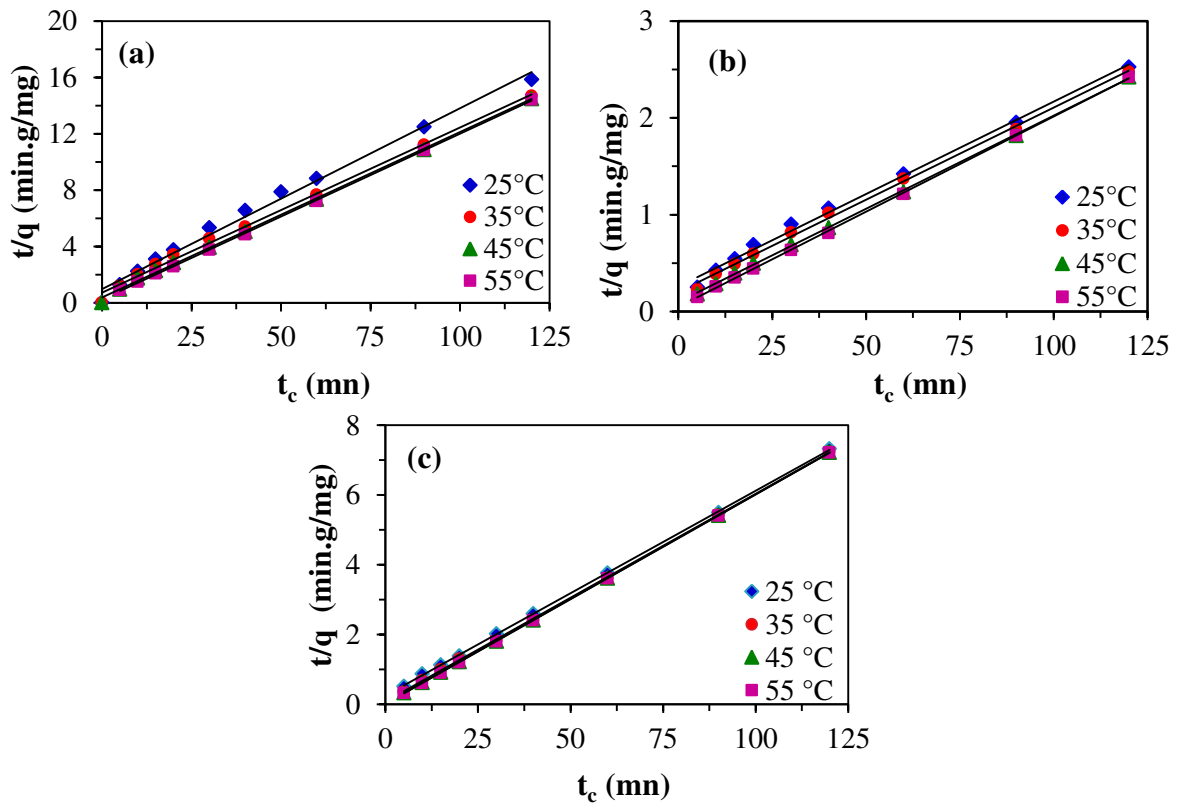 (a)
t/q (min.g/mg)
20
16
12
8
4
0
0 25 50 75 100 125
t_c (mn)
25°C
35°C
45°C
55°C
(b)
t/q (min.g/mg)
3
2
1
0
0 25 50 75 100 125
t_c (mn)
25°C
35°C
45°C
55°C
(c)
t/q (min.g/mg)
8
6
4
2
0
0 25 50 75 100 125
t_c (mn)
25 °C
35 °C
45 °C
55 °C